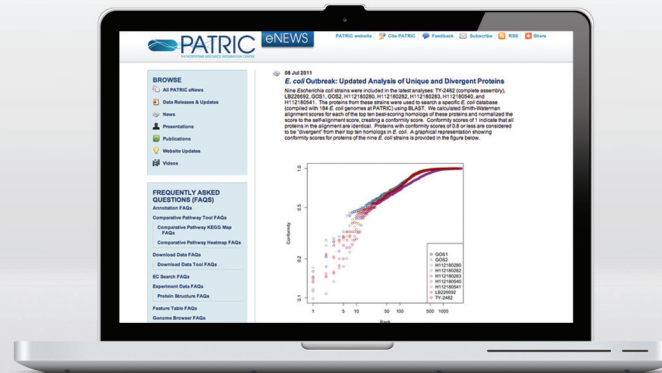 PATRIC
eNEWS
PATRIC website
Cite PATRIC
Feedback
Subscribe
RSS
Share
BROWSE
All PATRIC eNews
Data Releases & Updates
News
Presentations
Publications
Website Updates
Videos
FREQUENTLY ASKED
QUESTIONS (FAQS)
Annotation FAQs
Comparative Pathway Tool FAQs
Comparative Pathway KEGG Map
FAQs
Comparative Pathway Heatmap FAQs
Download Data FAQs
Download Data Tool FAQs
EC Search FAQs
Experiment Data FAQs
Protein Structure FAQs
Feature Table FAQs
Genome Browser FAQs
08 Jul 2011
E. coli Outbreak: Updated Analysis of Unique and Divergent Proteins
Nine Escherichia coli strains were included in the latest analyses: TY-2482 (complete assembly),
LB226692, GOS1, GOS2, H112180280, H112180282, H112180283, H112180540, and
H112180541. The proteins from these strains were used to search a specific E. coli database
(compiled with 184 E. coli genomes at PATRIC) using BLAST. We calculated Smith-Waterman
alignment scores for each of the top ten best-scoring homologs of these proteins and normalized the
score to the self-alignment score, creating a conformity score. Conformity scores of 1 indicate that all
proteins in the alignment are identical. Proteins with conformity scores of 0.8 or less are considered
to be "divergent" from their top ten homologs in E. coli. A graphical representation showing
conformity scores for proteins of the nine E. coli strains is provided in the figure below.
1.0
0.5
0.2
0.1
Conformity
GOS1
GOS2
H112180280
H112180282
H112180283
H112180540
H112180541
LB226692
TY-2482
1 5 10 50 100 500 1000